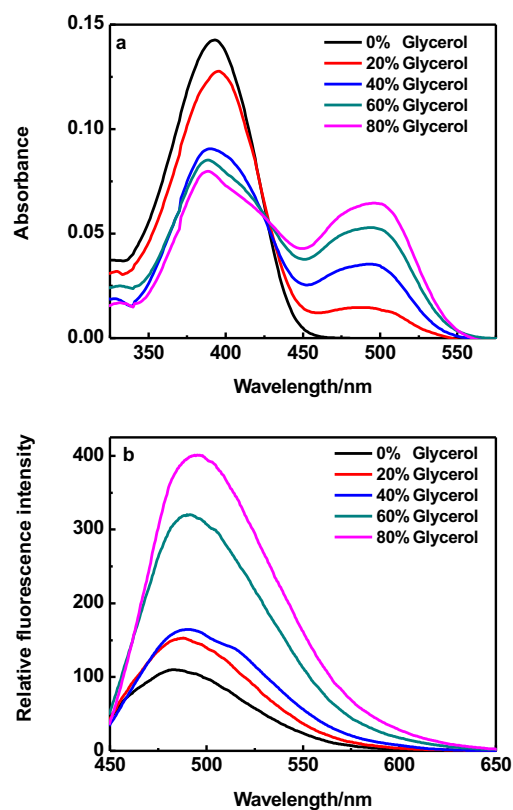 a
0% Glycerol
20% Glycerol
40% Glycerol
60% Glycerol
80% Glycerol
Absorbance
0.15
0.10
0.05
0.00
350 400 450 500 550
Wavelength/nm
b
0% Glycerol
20% Glycerol
40% Glycerol
60% Glycerol
80% Glycerol
Relative fluorescence intensity
400
300
200
100
0
450 500 550 600 650
Wavelength/nm